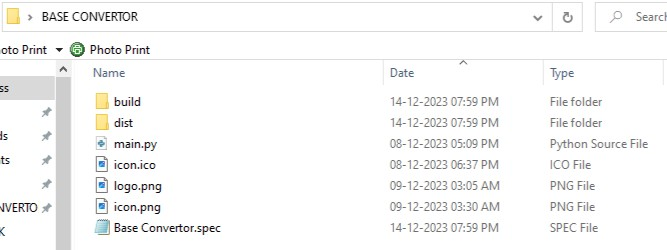 BASE CONVERTOR
Searc
oto Print Photo Print
Name Date Type
ss
build 14-12-2023 07:59 PM File folder
dist 14-12-2023 07:59 PM File folder
ds main.py 08-12-2023 05:09 PM Python Source File
nts icon.ico 08-12-2023 06:37 PM ICO File
logo.png 09-12-2023 03:05 AM PNG File
NVERTO icon.png 09-12-2023 03:30 AM PNG File
K Base Convertor.spec 14-12-2023 07:59 PM SPEC File